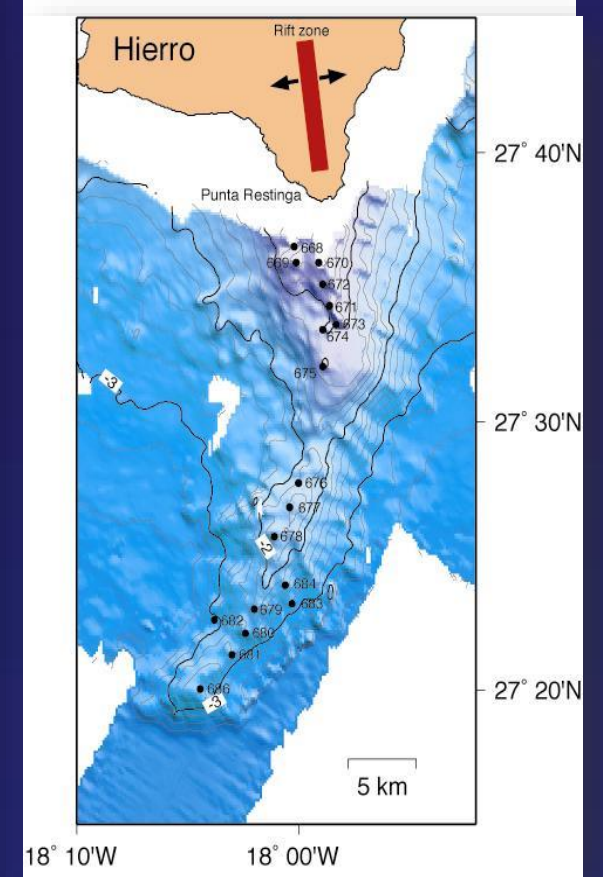 Rift zone
Hierro
27° 40'N
Punta Restinga
668
669
670
672
671
673
674
675
-3
27° 30'N
676
677
678
-2
684
683
679
682
680
681
27° 20'N
686
-3
5 km
18° 10'W
18° 00'W